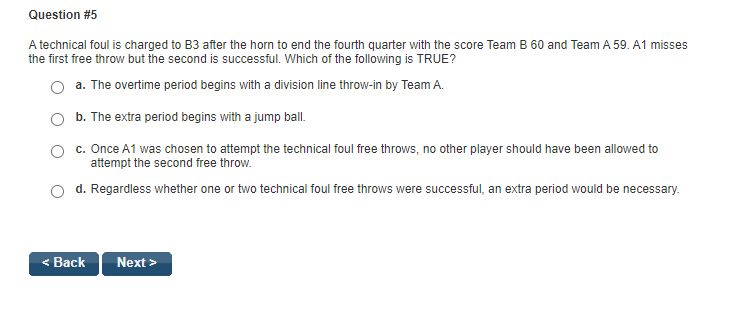 Question #5
A technical foul is charged to B3 after the horn to end the fourth quarter with the score Team B 60 and Team A 59. A1 misses
the first free throw but the second is successful. Which of the following is TRUE?
a. The overtime period begins with a division line throw-in by Team A.
b. The extra period begins with a jump ball.
c. Once A1 was chosen to attempt the technical foul free throws, no other player should have been allowed to
attempt the second free throw.
d. Regardless whether one or two technical foul free throws were successful, an extra period would be necessary.
< Back Next >